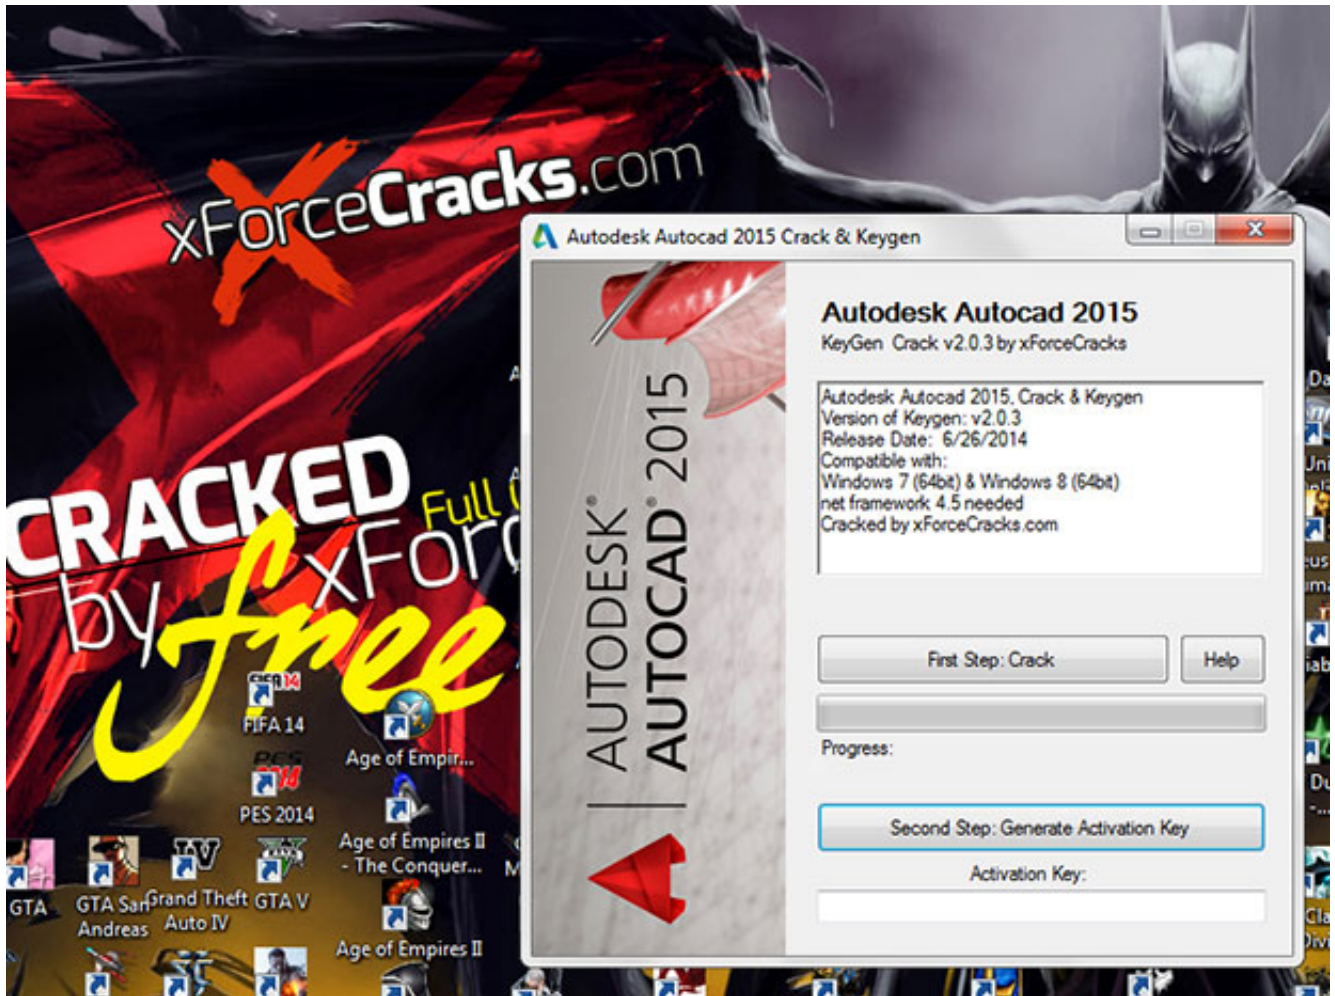 xForceCracks.com
CRACKED
by xForc
free
Full
Autodesk Autocad 2015 Crack & Keygen
AUTODESK®
AUTOCAD® 2015
Autodesk Autocad 2015
KeyGen Crack v2.0.3 by xForceCracks
Autodesk Autocad 2015, Crack & Keygen
Version of Keygen: v2.0.3
Release Date: 6/26/2014
Compatible with:
Windows 7 (64bit) & Windows 8 (64bit)
net framework 4.5 needed
Cracked by xForceCracks.com
First Step: Crack
Help
Progress:
Second Step: Generate Activation Key
Activation Key:
FIFA 14
FIFA 14
PES 2014
Age of Empir...
Age of Empires II
- The Conquer...
Age of Empires II
GTA
GTA San
Andreas
IV
Grand Theft
Auto IV
V
GTA V